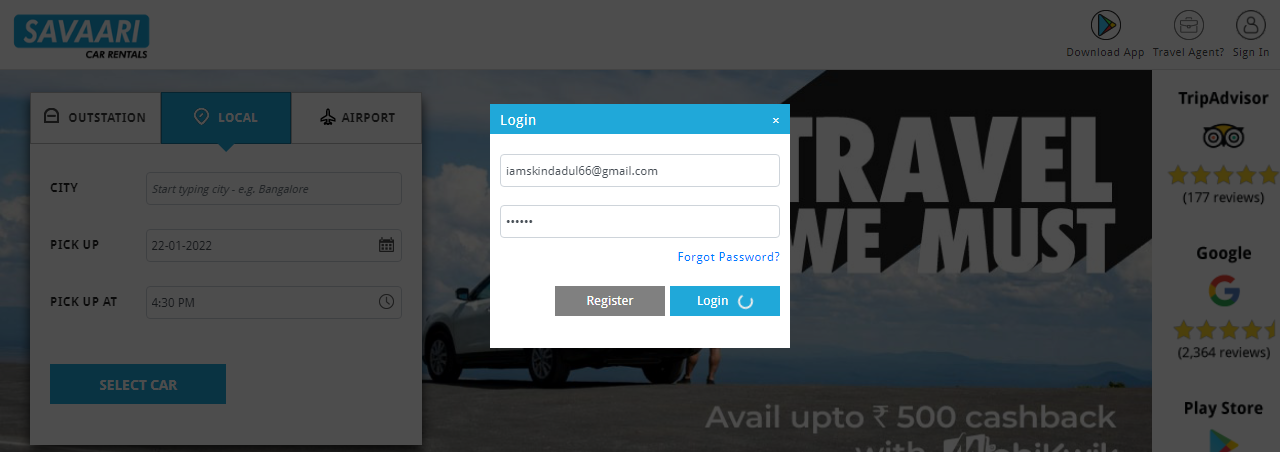 SAVAARI
CAR RENTALS
Download App
Travel Agent?
Sign In
OUTSTATION
LOCAL
AIRPORT
CITY
Start typing city - e.g. Bangalore
PICK UP
22-01-2022
PICK UP AT
4:30 PM
SELECT CAR
Login
×
iamskindadul66@gmail.com
••••••
Forgot Password?
Register
Login
TRAVEL
WE MUST
Avail upto ₹ 500 cashback
with MobiKwik
TripAdvisor
(177 reviews)
Google
(2,364 reviews)
Play Store